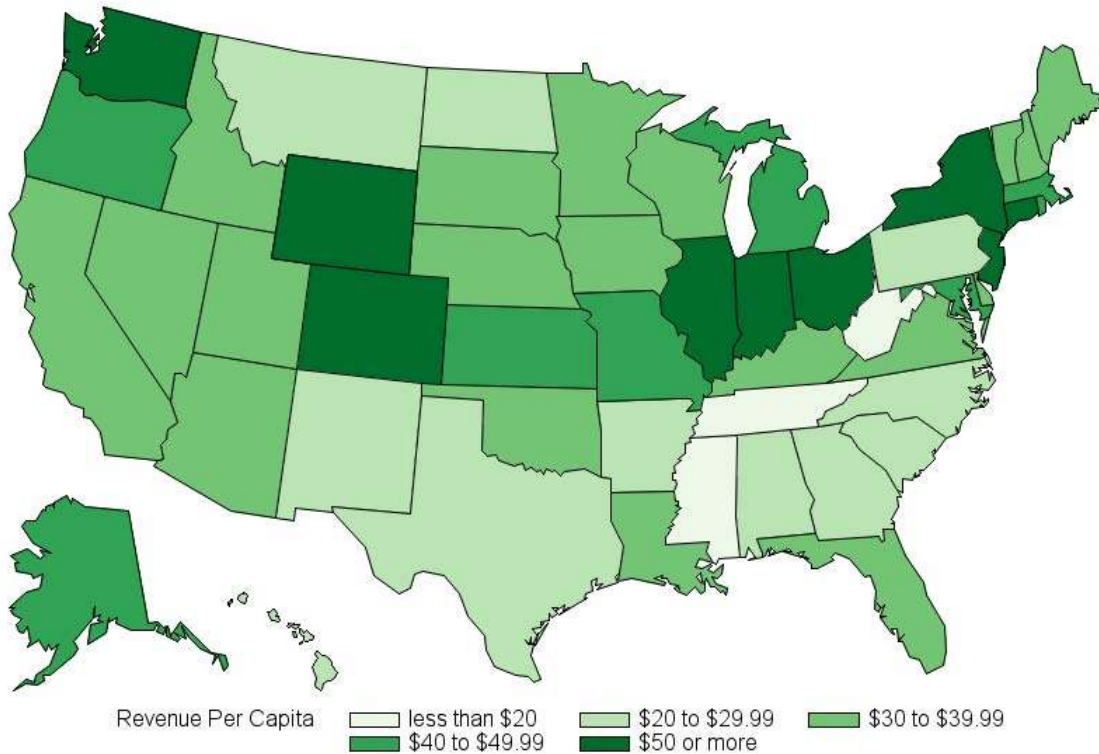 Revenue Per Capita less than $20 $20 to $29.99 $30 to $39.99
$40 to $49.99 $50 or more